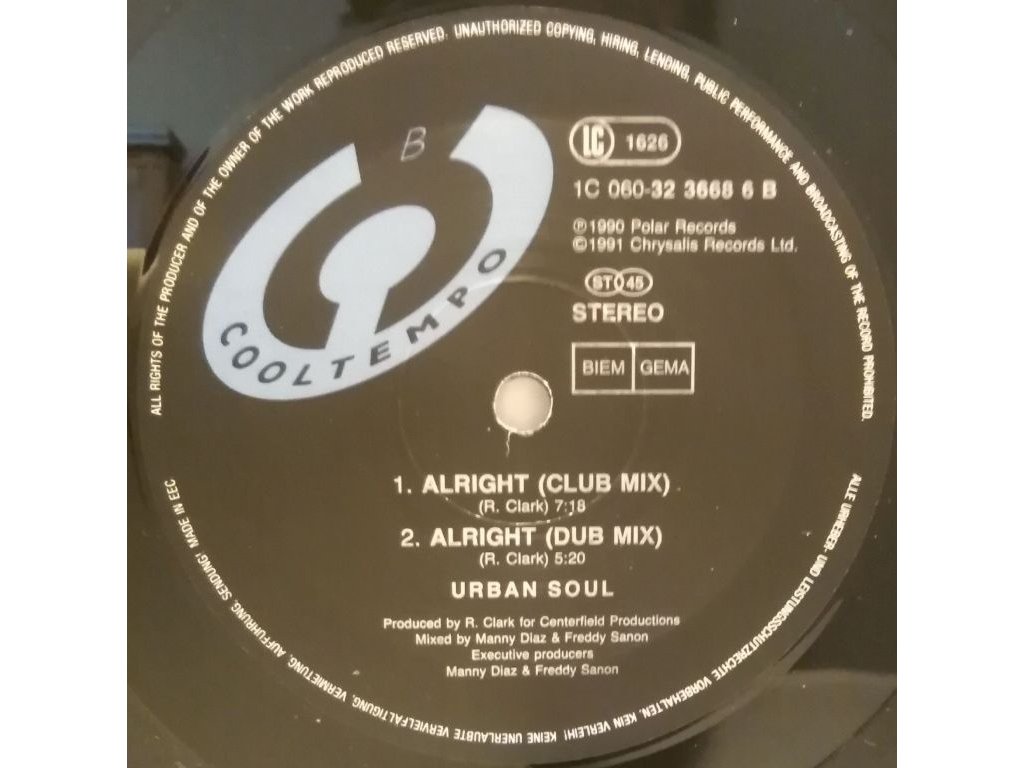 ALL RIGHTS OF THE PRODUCER AND OF THE OWNER OF THE WORK REPRODUCED RESERVED. UNAUTHORIZED COPYING, HIRING, LENDING, PUBLIC PERFORMANCE AND BROADCASTING OF THE RECORD PROHIBITED.
B
COOLTEMPO
LC 1626
1C 060-32 3668 6 B
℗1990 Polar Records
©1991 Chrysalis Records Ltd.
ST 45
STEREO
BIEM GEMA
1. ALRIGHT (CLUB MIX)
(R. Clark) 7:18
2. ALRIGHT (DUB MIX)
(R. Clark) 5:20
URBAN SOUL
Produced by R. Clark for Centerfield Productions
Mixed by Manny Diaz & Freddy Sanon
Executive producers
Manny Diaz & Freddy Sanon
ALLE URHEBER- UND LEISTUNGSSCHUTZRECHTE VORBEHALTEN. KEIN VERLEIH! KEINE UNERLAUBTE VERVIELFÄLTIGUNG, VERMIETUNG, AUFFÜHRUNG, SENDUNG! MADE IN EEC